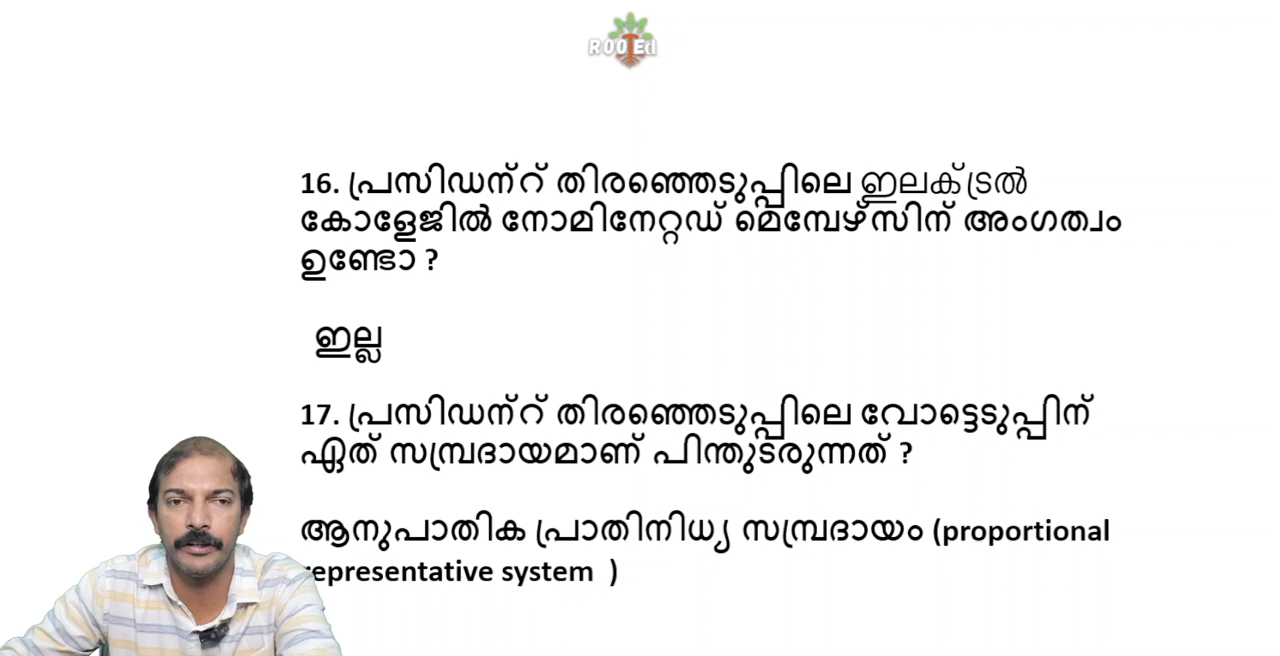 ROOTEd
16. പ്രസിഡന്റ് തിരഞ്ഞെടുപ്പിലെ ഇലക്ട്രൽ
കോളേജിൽ നോമിനേറ്റഡ് മെമ്പേഴ്സിന് അംഗത്വം
ഉണ്ടോ ?
ഇല്ല
17. പ്രസിഡന്റ് തിരഞ്ഞെടുപ്പിലെ വോട്ടെടുപ്പിന്
ഏത് സമ്പ്രദായമാണ് പിന്തുടരുന്നത് ?
ആനുപാതിക പ്രാതിനിധ്യ സമ്പ്രദായം (proportional
representative system )